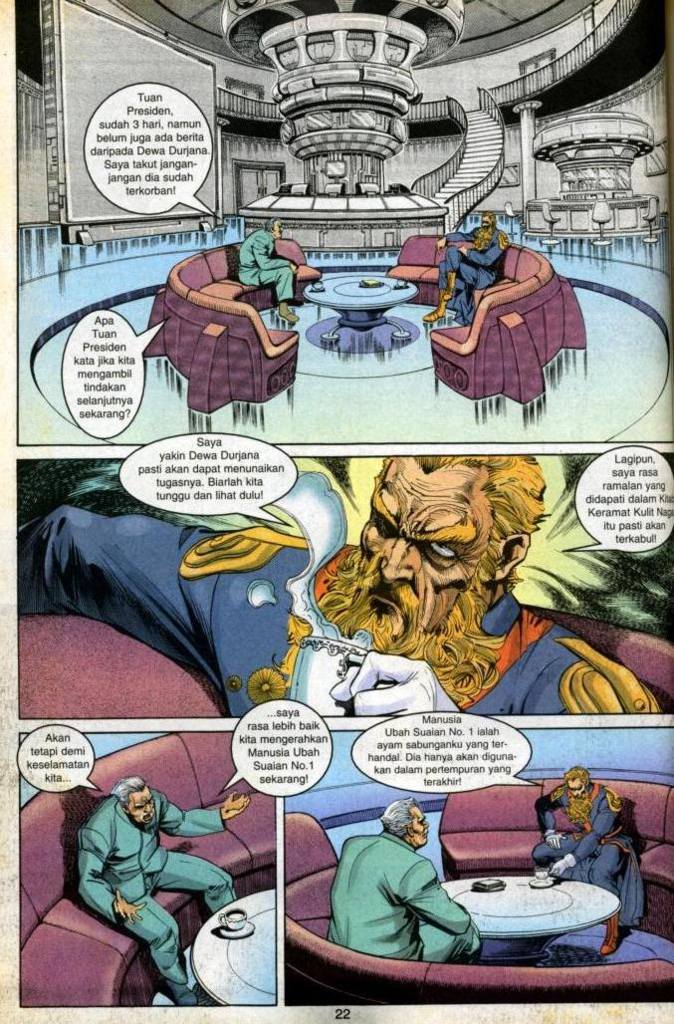 Tuan
Presiden,
sudah 3 hari, namun
belum juga ada berita
daripada Dewa Durjana.
Saya takut jangan-
jangan dia sudah
terkorban!
Apa
Tuan
Presiden
kata jika kita
mengambil
tindakan
selanjutnya
sekarang?
Saya
yakin Dewa Durjana
pasti akan dapat menunaikan
tugasnya. Biarlah kita
tunggu dan lihat dulu!
Lagipun,
saya rasa
ramalan yang
didapati dalam
Keramat Kulit
itu pasti akan
terkabul!
Akan
tetapi demi
keselamatan
kita...
...saya
rasa lebih baik
kita mengerahkan
Manusia Ubah
Suaian No.1
sekarang!
Manusia
Ubah Suaian No. 1 ialah
ayam sabunganku yang ter-
handal. Dia hanya akan diguna-
kan dalam pertempuran yang
terakhir!
22